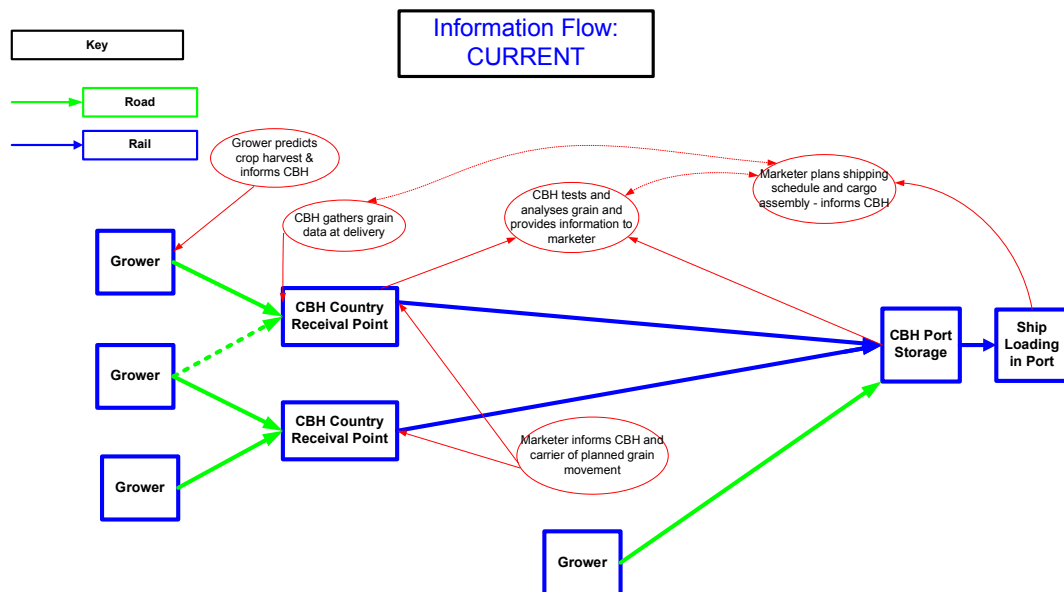 Information Flow:
CURRENT
Key
Road
Rail
Grower predicts
crop harvest &
informs CBH
CBH gathers grain
data at delivery
CBH tests and
analyses grain and
provides information to
marketer
Marketer plans shipping
schedule and cargo
assembly - informs CBH
Grower
CBH Country
Receival Point
CBH Port
Storage
Ship
Loading
in Port
Grower
CBH Country
Receival Point
Marketer informs CBH and
carrier of planned grain
movement
Grower
Grower